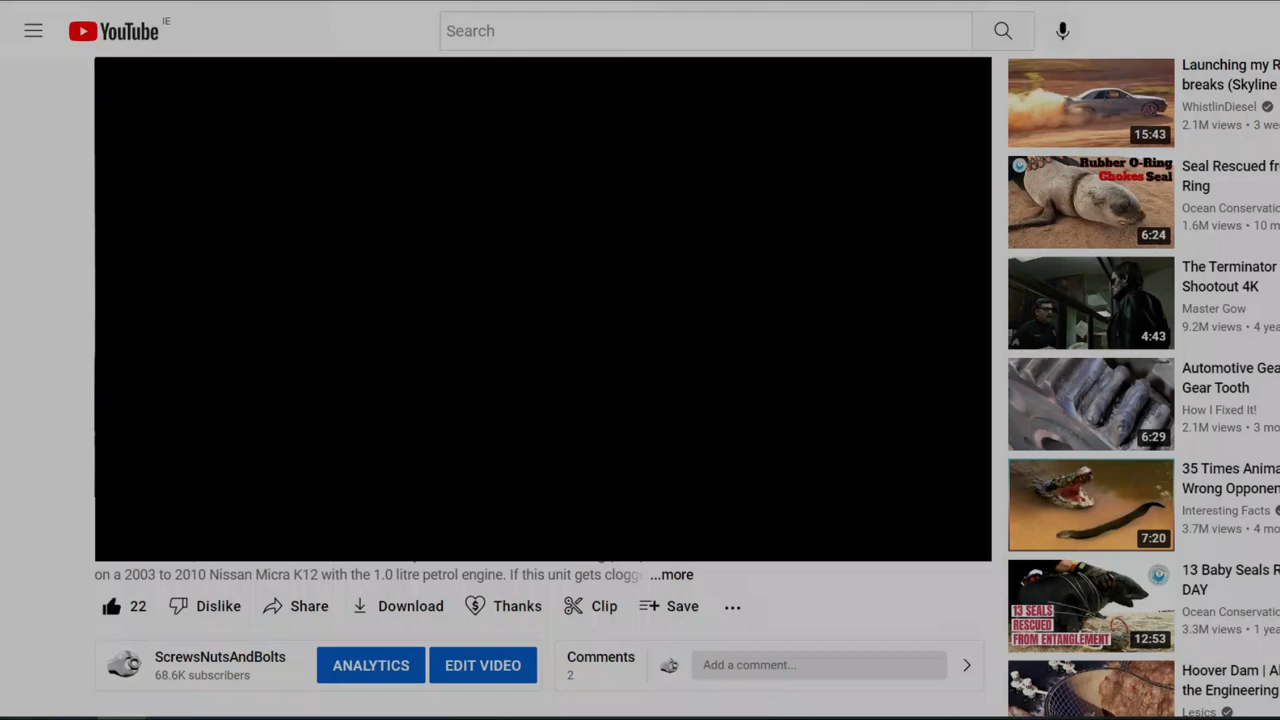 YouTube IE
Search
on a 2003 to 2010 Nissan Micra K12 with the 1.0 litre petrol engine. If this unit gets clogg ...more
22 Dislike Share Download Thanks Clip Save ...
ScrewsNutsAndBolts
68.6K subscribers
ANALYTICS EDIT VIDEO
Comments
2
Add a comment...
15:43
Launching my R
breaks (Skyline
WhistlinDiesel
2.1M views • 3 we
Rubber O-Ring
Chokes Seal
6:24
Seal Rescued fr
Ring
Ocean Conservatio
1.6M views • 10 m
4:43
The Terminator
Shootout 4K
Master Gow
9.2M views • 4 yea
6:29
Automotive Gea
Gear Tooth
How I Fixed It!
2.1M views • 3 mo
7:20
35 Times Anima
Wrong Opponen
Interesting Facts
3.7M views • 4 mo
13 SEALS
RESCUED
FROM ENTANGLEMENT
12:53
13 Baby Seals R
DAY
Ocean Conservatio
3.3M views • 1 yea
Hoover Dam | A
the Engineering
Lesics